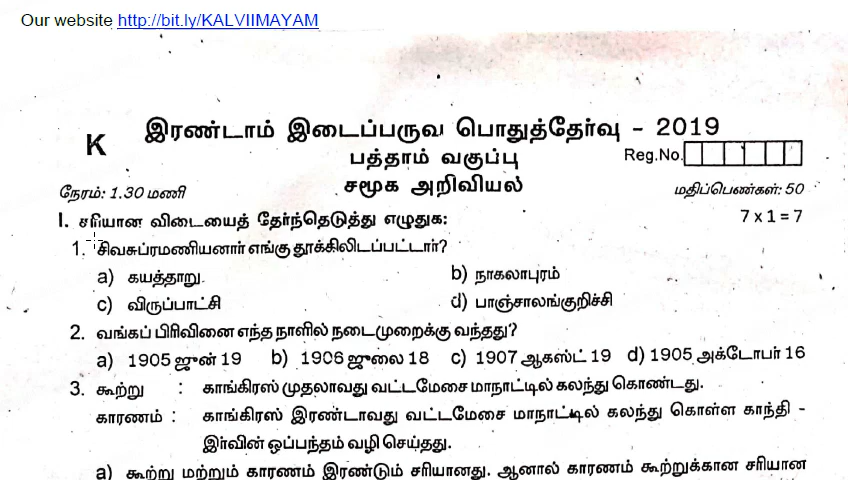 Our website http://bit.ly/KALVIIMAYAM
இரண்டாம் இடைப்பருவ பொதுத்தேர்வு - 2019
K
பத்தாம் வகுப்பு
Reg.No.
சமூக அறிவியல்
நேரம்: 1.30 மணி
மதிப்பெண்கள்: 50
I. சரியான விடையைத் தேர்ந்தெடுத்து எழுதுக:
7 x 1 = 7
1. சிவசுப்ரமணியனார் எங்கு தூக்கிலிடப்பட்டார்?
a) கயத்தாறு
b) நாகலாபுரம்
c) விருப்பாட்சி
d) பாஞ்சாலங்குறிச்சி
2. வங்கப் பிரிவினை எந்த நாளில் நடைமுறைக்கு வந்தது?
a) 1905 ஜுன் 19 b) 1906 ஜுலை 18 c) 1907 ஆகஸ்ட் 19 d) 1905 அக்டோபர் 16
3. கூற்று : காங்கிரஸ் முதலாவது வட்டமேசை மாநாட்டில் கலந்து கொண்டது.
காரணம் : காங்கிரஸ் இரண்டாவது வட்டமேசை மாநாட்டில் கலந்து கொள்ள காந்தி -
இர்வின் ஒப்பந்தம் வழி செய்தது.
a) கூற்று மற்றும் காரணம் இரண்டும் சரியானது. ஆனால் காரணம் கூற்றுக்கான சரியான